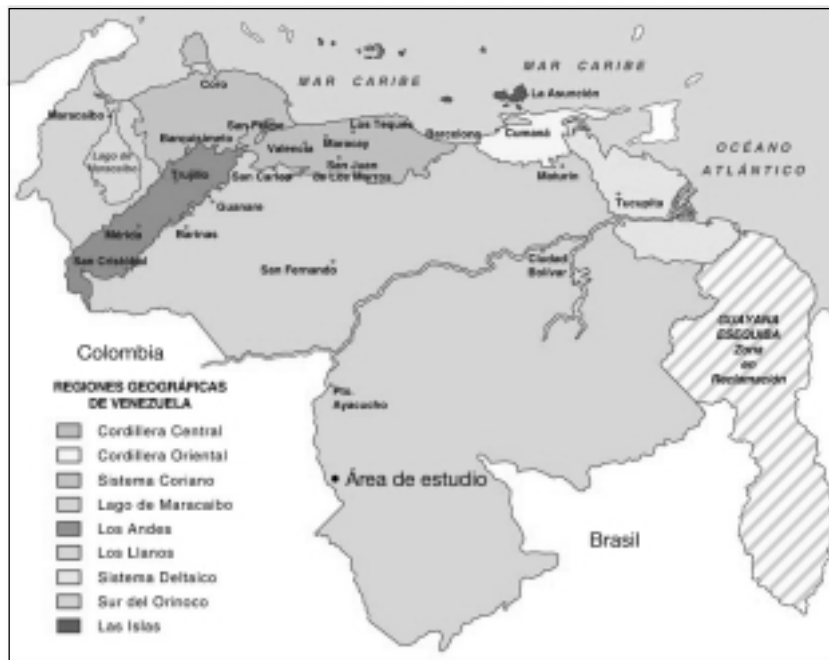 MAR CARIBE
MAR CARIBE
La Asunción
Coro
Maracaibo
San Felipe
Los Teques
Barcelona
Cumaná
OCÉANO
ATLÁNTICO
Barquisimeto
Valencia
Maracay
Lago de
Maracaibo
Trujillo
San Carlos
San Juan
de Los Morros
Maturín
Tucupita
Guanare
Mérida
Barinas
San Cristóbal
San Fernando
Ciudad
Bolívar
GUAYANA
ESEQUIBA
Zona
en
Reclamación
Colombia
REGIONES GEOGRÁFICAS
DE VENEZUELA
Pto.
Ayacucho
Cordillera Central
Cordillera Oriental
Sistema Coriano
Lago de Maracaibo
Los Andes
Los Llanos
Sistema Deltaico
Sur del Orinoco
Las Islas
Área de estudio
Brasil